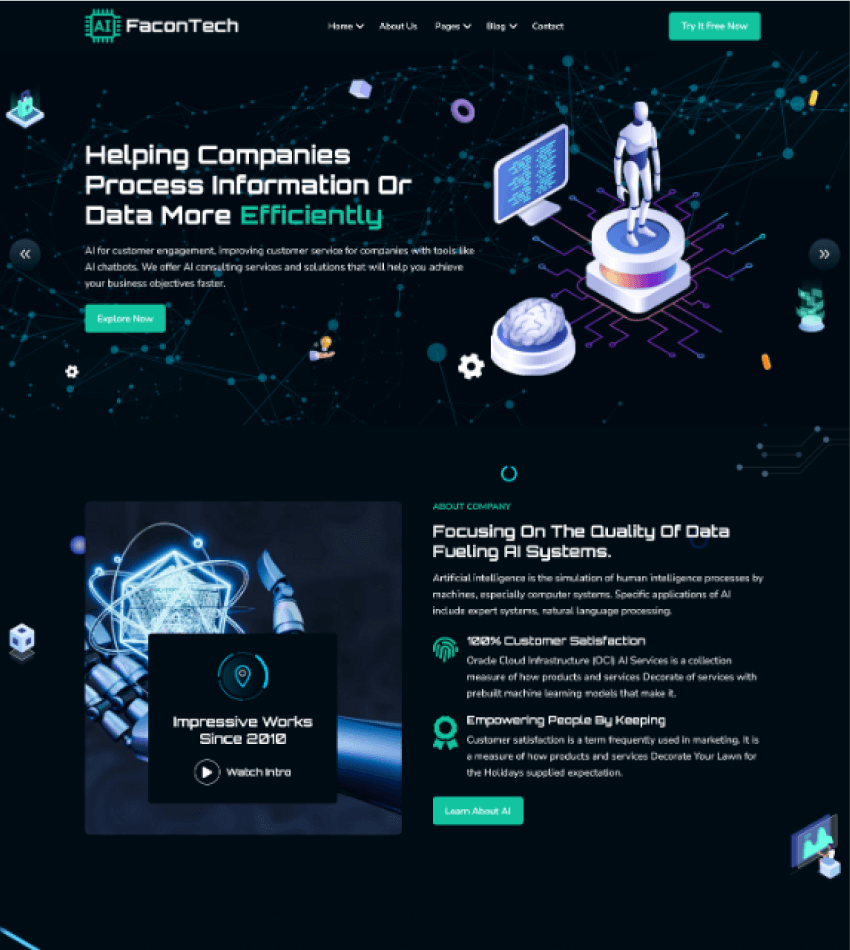 AI FaconTech
Home About Us Pages Blog Contact
Try It Free Now
Helping Companies
Process Information Or
Data More Efficiently
AI for customer engagement, improving customer service for companies with tools like
AI chatbots. We offer AI consulting services and solutions that will help you achieve
your business objectives faster.
Explore Now
ABOUT COMPANY
Focusing On The Quality Of Data
Fueling AI Systems.
Artificial intelligence is the simulation of human intelligence processes by
machines, especially computer systems. Specific applications of AI
include expert systems, natural language processing.
100% Customer Satisfaction
Oracle Cloud Infrastructure (OCI) AI Services is a collection
measure of how products and services Decorate of services with
prebuilt machine learning models that make it.
Empowering People By Keeping
Customer satisfaction is a term frequently used in marketing. It is
a measure of how products and services Decorate Your Lawn for
the Holidays supplied expectation.
Learn About AI
Impressive Works
Since 2010
Watch Intro